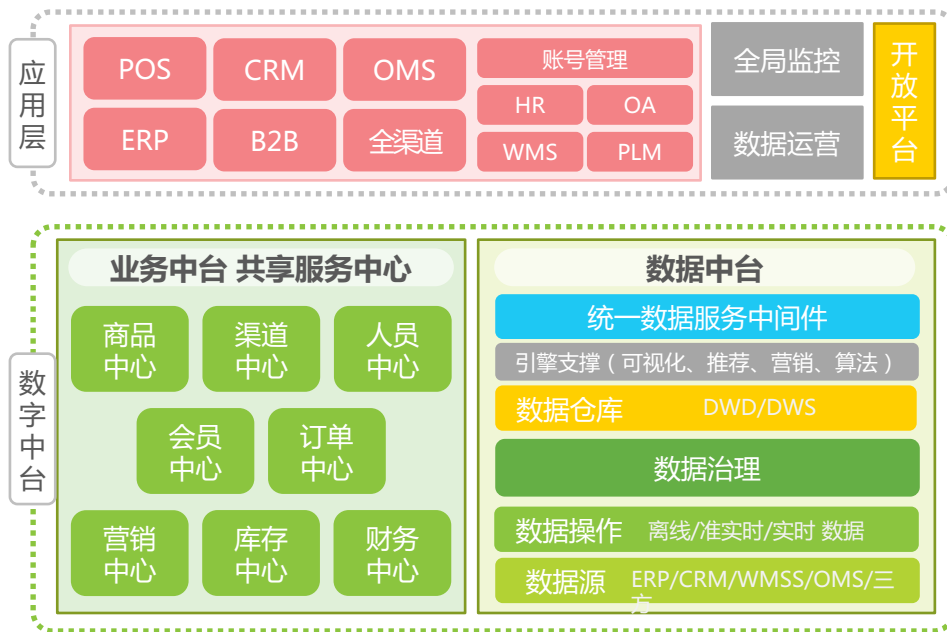 应用层
POS
CRM
OMS
ERP
B2B
全渠道
账号管理
HR
OA
WMS
PLM
全局监控
数据运营
开放平台
数字中台
业务中台 共享服务中心
商品
中心
渠道
中心
人员
中心
会员
中心
订单
中心
营销
中心
库存
中心
财务
中心
数据中台
统一数据服务中间件
引擎支撑（可视化、推荐、营销、算法）
数据仓库 DWD/DWS
数据治理
数据操作 离线/准实时/实时 数据
数据源 ERP/CRM/WMSS/OMS/三
方